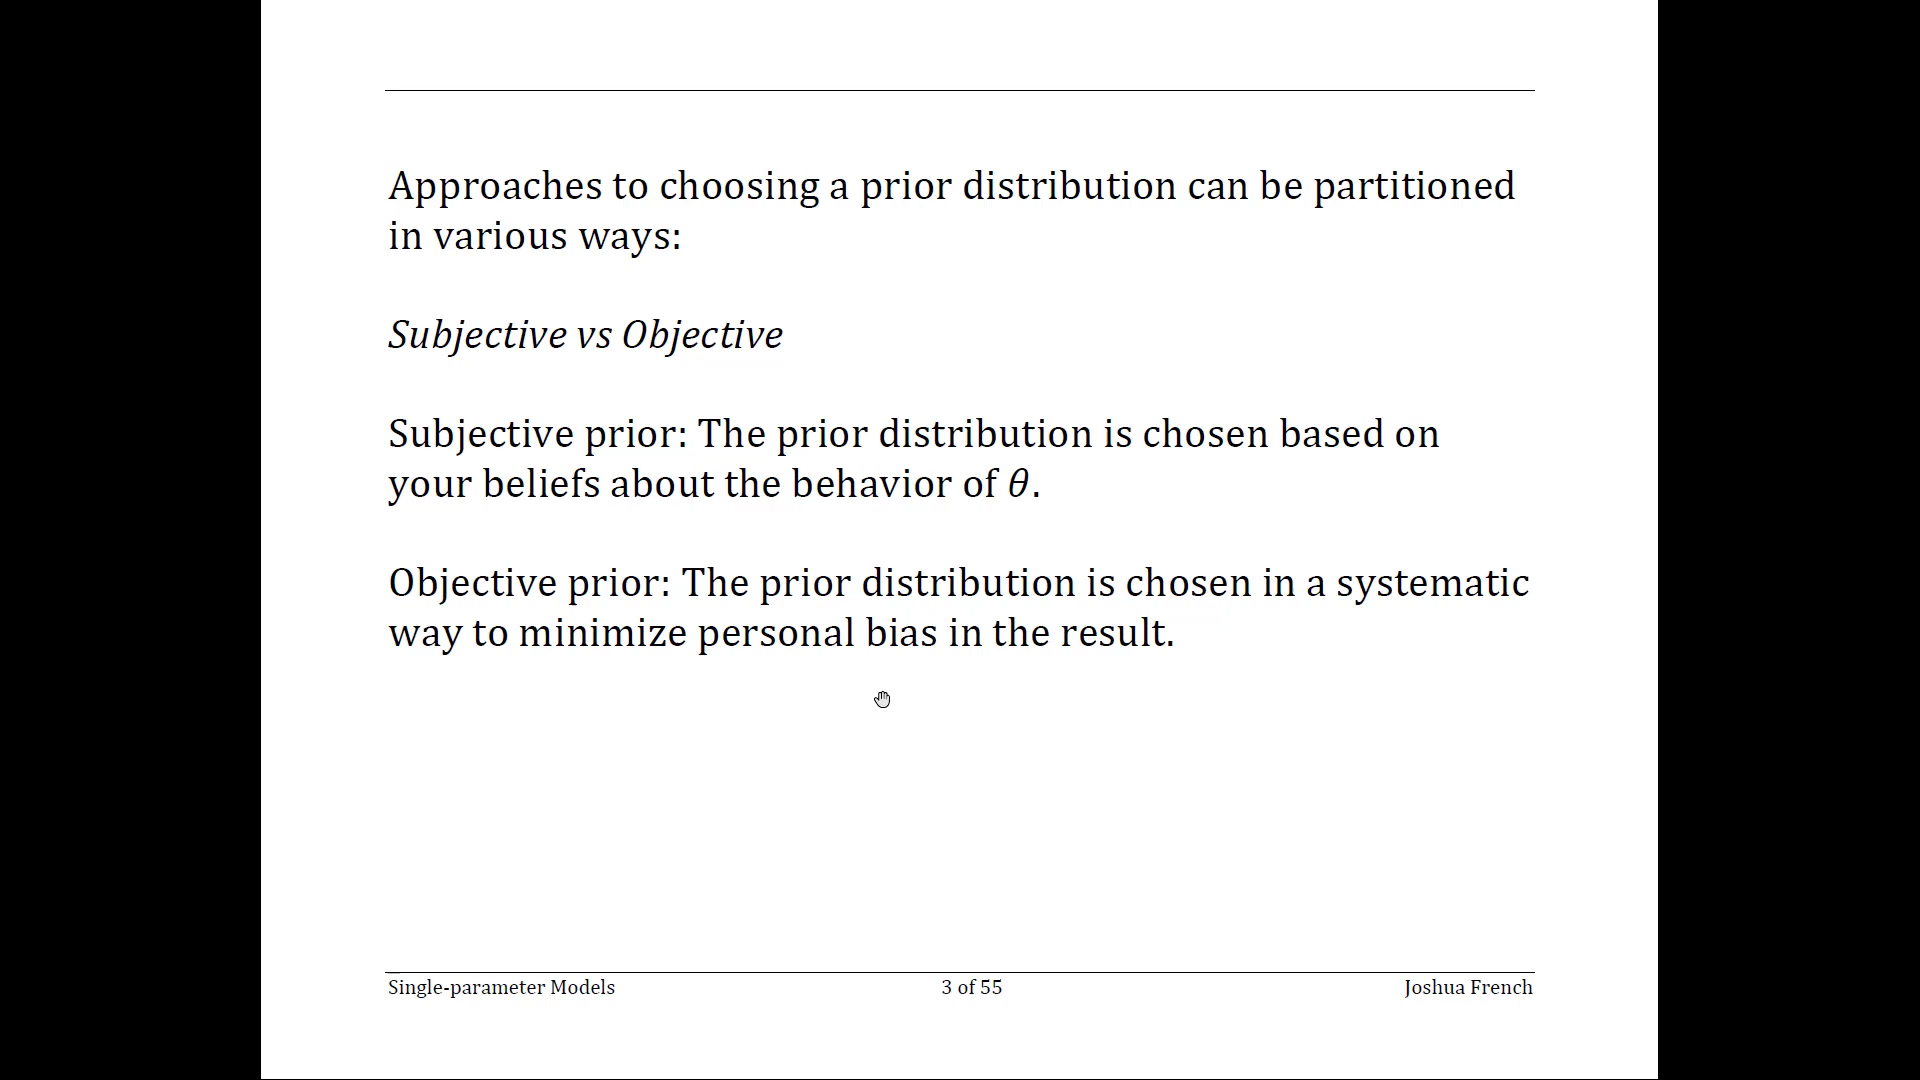 Approaches to choosing a prior distribution can be partitioned
in various ways:
Subjective vs Objective
Subjective prior: The prior distribution is chosen based on
your beliefs about the behavior of θ.
Objective prior: The prior distribution is chosen in a systematic
way to minimize personal bias in the result.
Single-parameter Models 3 of 55 Joshua French